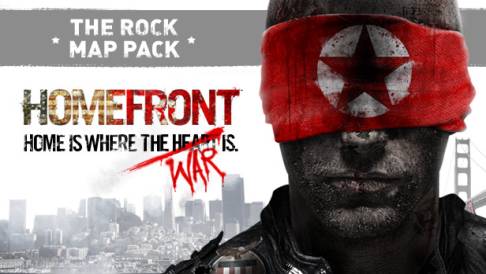 THE ROCK
MAP PACK
HOMEFRONT
HOME IS WHERE THE HEART IS.
WAR